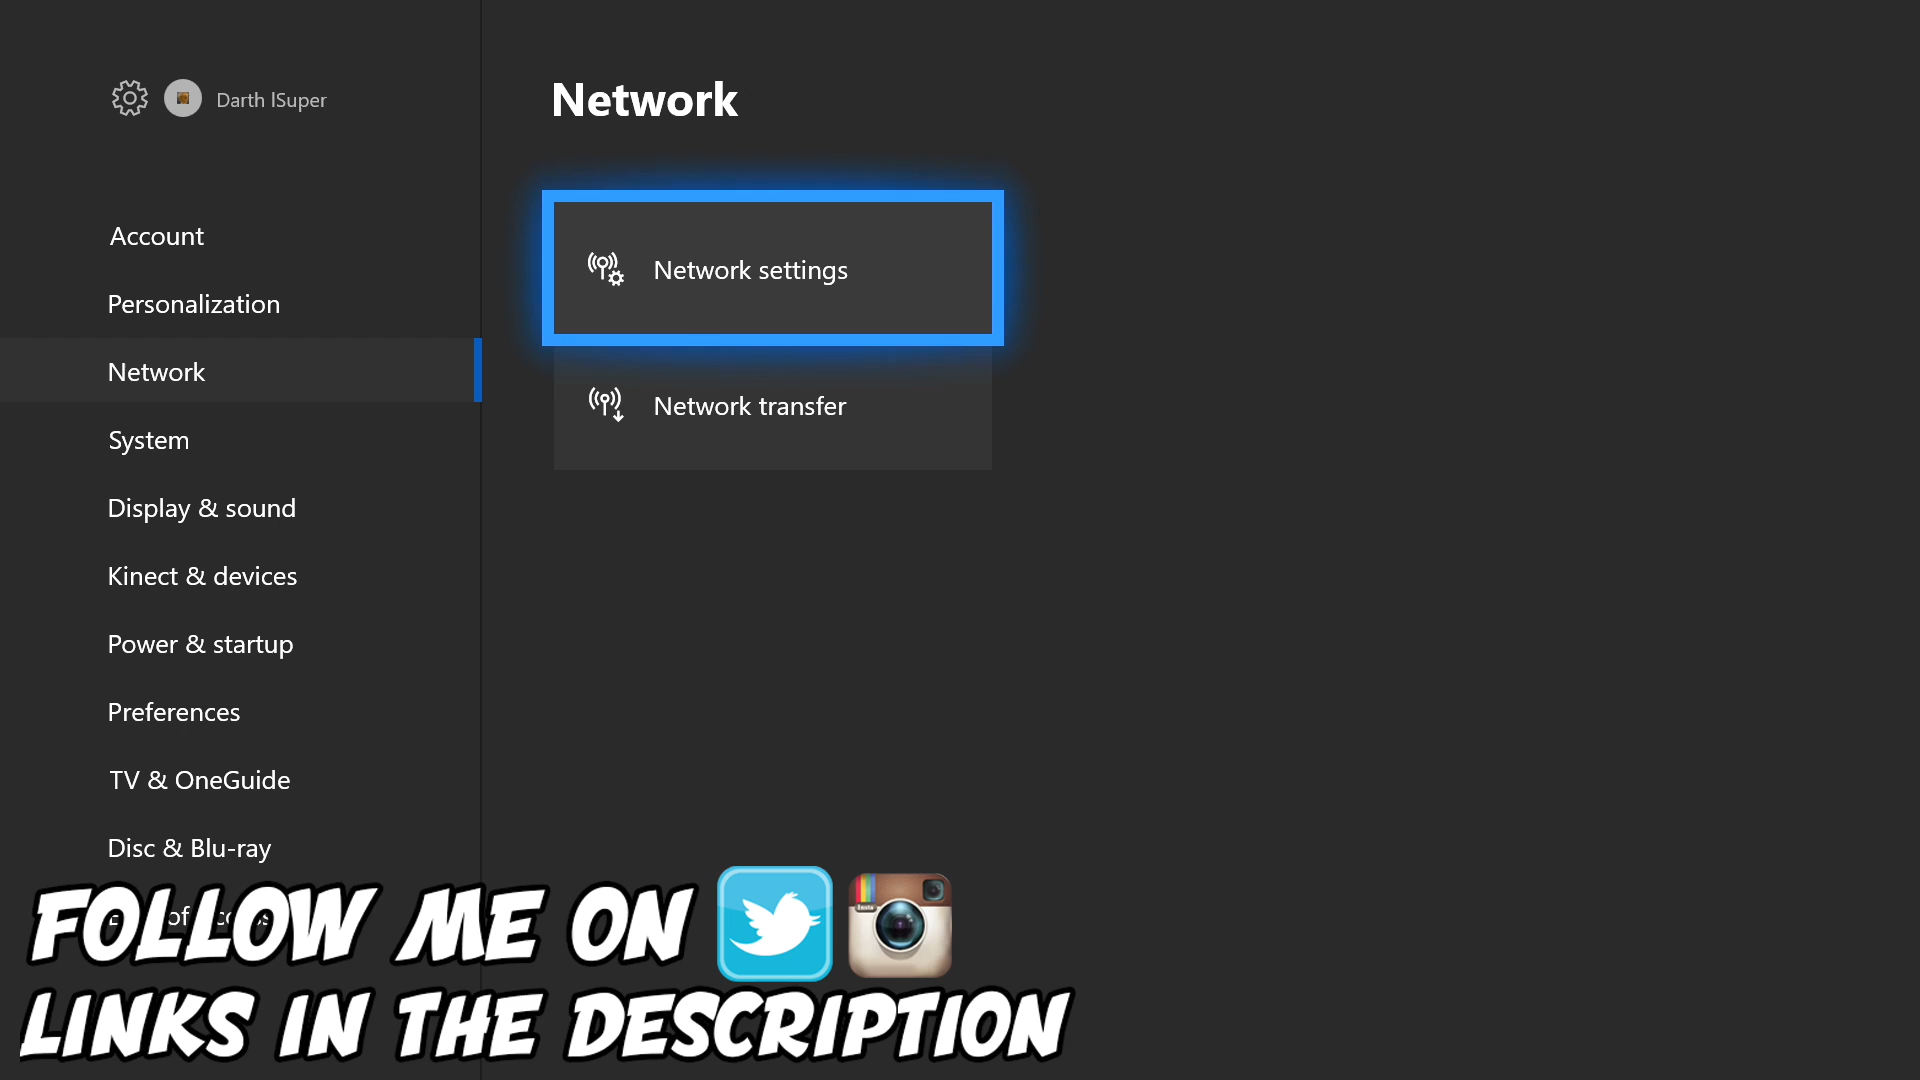 Darth lSuper
Network
Account
Personalization
Network
System
Display & sound
Kinect & devices
Power & startup
Preferences
TV & OneGuide
Disc & Blu-ray
Network settings
Network transfer
FOLLOW ME ON
LINKS IN THE DESCRIPTION